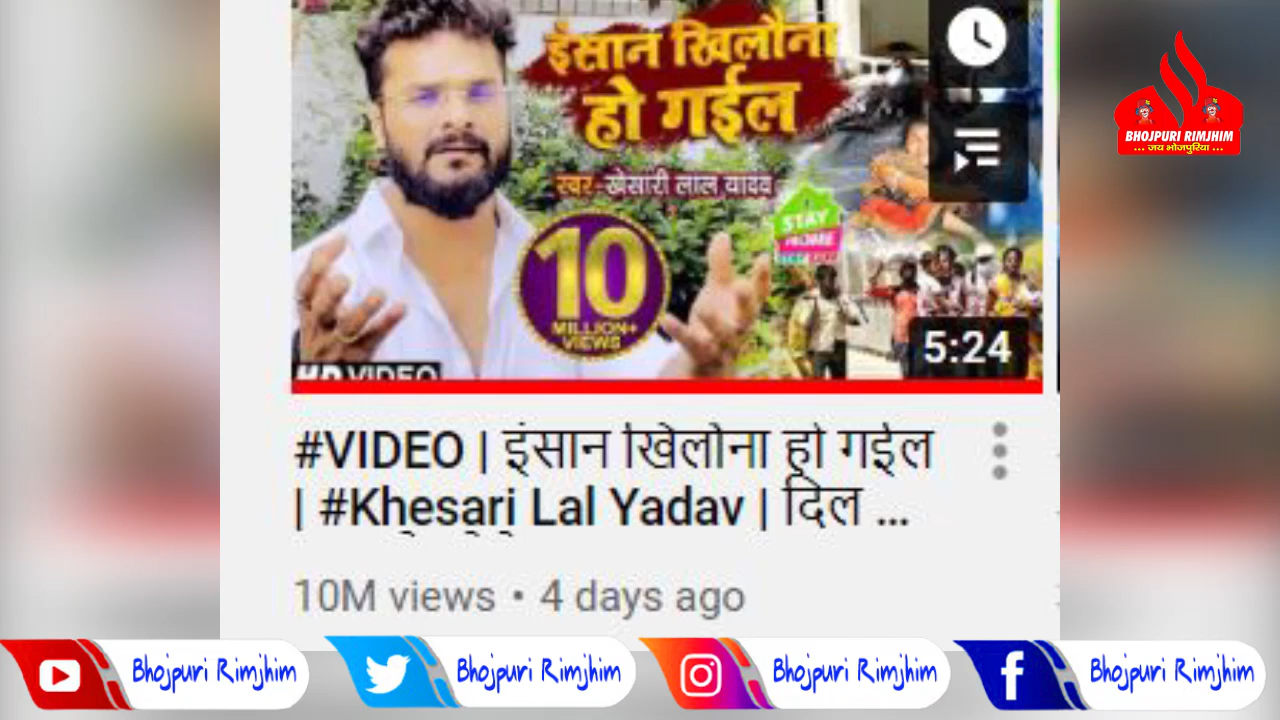 इंसान खिलौना
हो गईल
स्वर-खेसारी लाल यादव
STAY
HOME
10
MILLION+
VIEWS
HD VIDEO
5:24
#VIDEO | इंसान खिलौना हो गईल
| #Khesari Lal Yadav | दिल ...
10M views • 4 days ago
BHOJPURI RIMJHIM
... जय भोजपुरिया ...
Bhojpuri Rimjhim
Bhojpuri Rimjhim
Bhojpuri Rimjhim
Bhojpuri Rimjhim